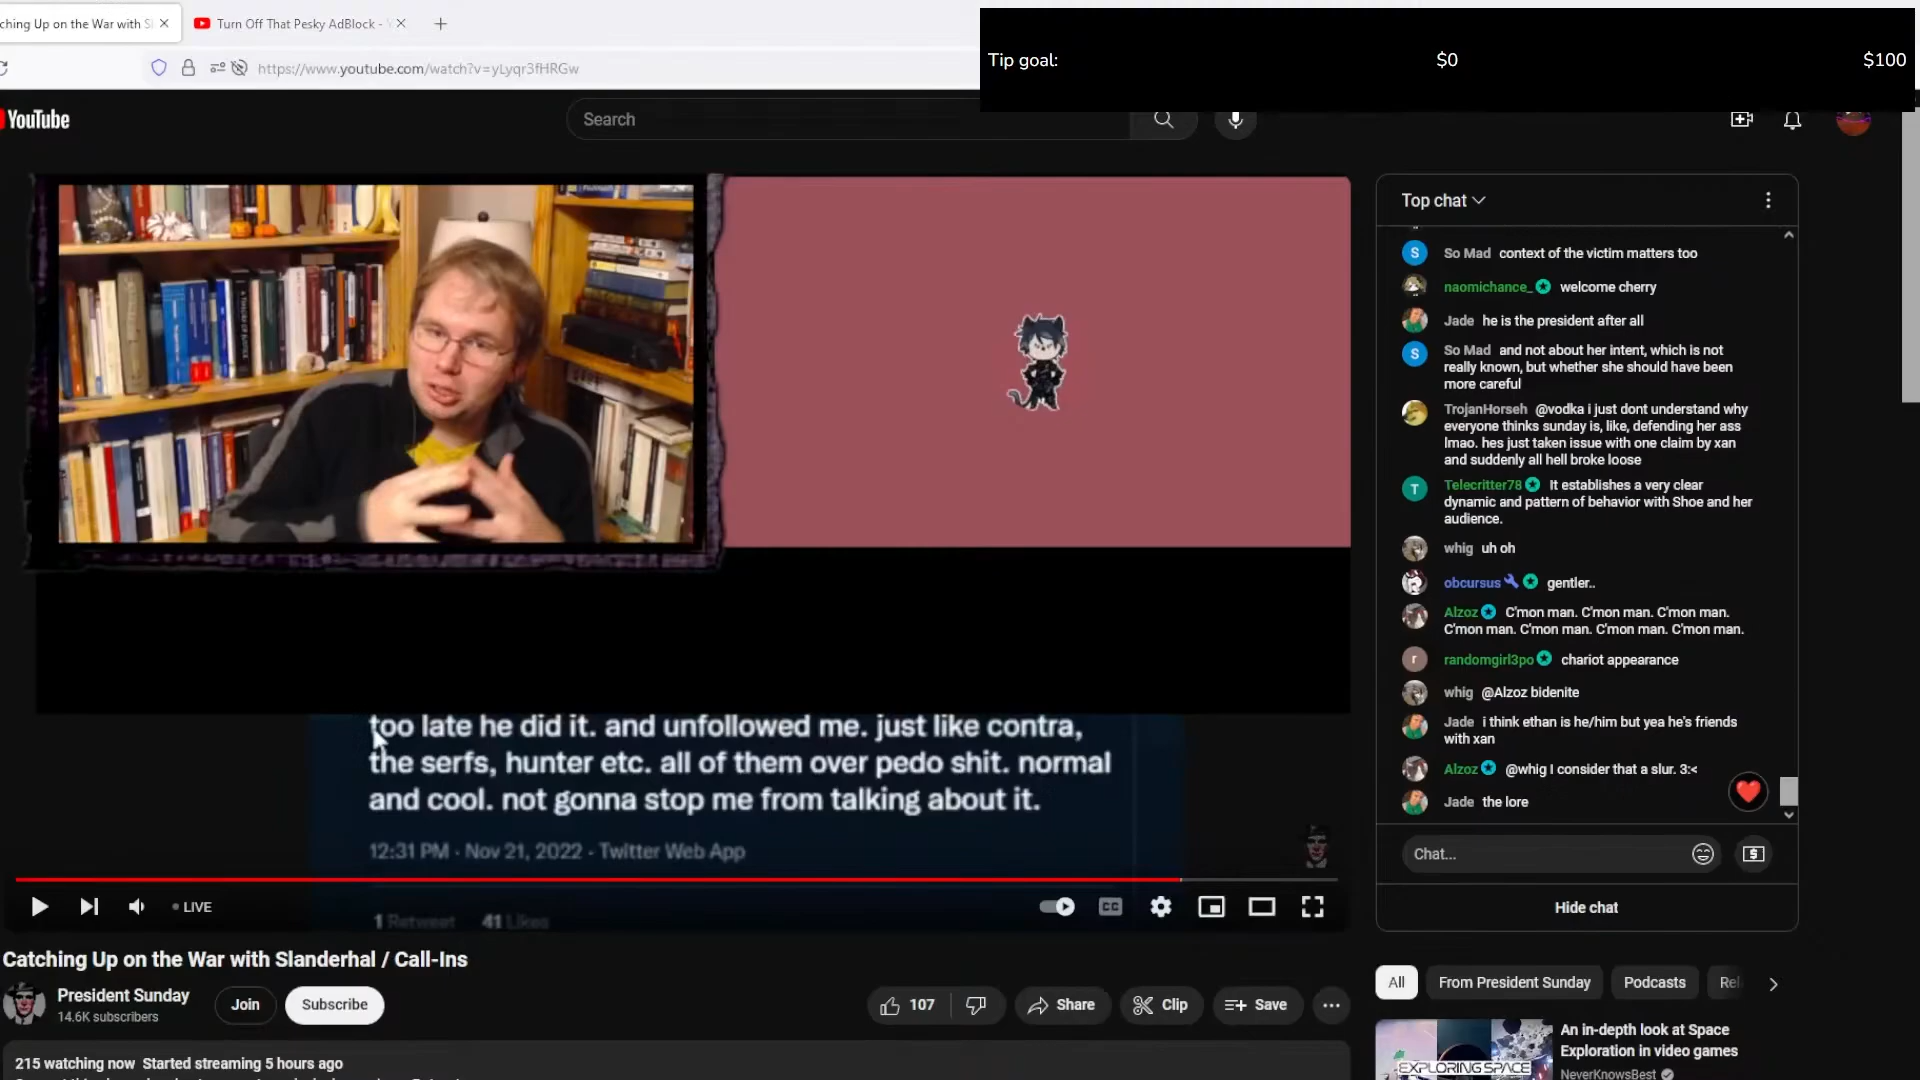 ching Up on the War with S
Turn Off That Pesky AdBlock -
https://www.youtube.com/watch?v=yLyqr3fHRGw
Tip goal:
$0
$100
YouTube
Search
Top chat
So Mad context of the victim matters too
naomichance_ welcome cherry
Jade he is the president after all
So Mad and not about her intent, which is not
really known, but whether she should have been
more careful
TrojanHorseh @vodka i just dont understand why
everyone thinks sunday is, like, defending her ass
lmao. hes just taken issue with one claim by xan
and suddenly all hell broke loose
T
Telecritter78 It establishes a very clear
dynamic and pattern of behavior with Shoe and her
audience.
whig uh oh
obcursus gentler..
Alzoz C'mon man. C'mon man. C'mon man.
C'mon man. C'mon man. C'mon man. C'mon man.
r
randomgirl3po chariot appearance
whig @Alzoz bidenite
Jade i think ethan is he/him but yea he's friends
with xan
Alzoz @whig I consider that a slur. 3:<
Jade the lore
Chat...
Hide chat
too late he did it. and unfollowed me. just like contra,
the serfs, hunter etc. all of them over pedo shit. normal
and cool. not gonna stop me from talking about it.
12:31 PM · Nov 21, 2022 · Twitter Web App
1 Retweet 41 Likes
LIVE
CC
Catching Up on the War with Slanderhal / Call-Ins
President Sunday
14.6K subscribers
Join
Subscribe
107
Share
Clip
Save
215 watching now Started streaming 5 hours ago
All
From President Sunday
Podcasts
Rel
An in-depth look at Space
Exploration in video games
NeverKnowsBest
EXPLORING SPACE